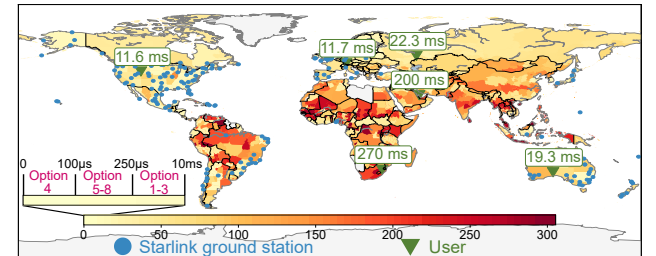 22.3 ms
11.7 ms
11.6 ms
200 ms
270 ms
19.3 ms
0 100µs 250µs 10ms
Option 4
Option 5-8
Option 1-3
0 50 100 150 200 250 300
Starlink ground station
User